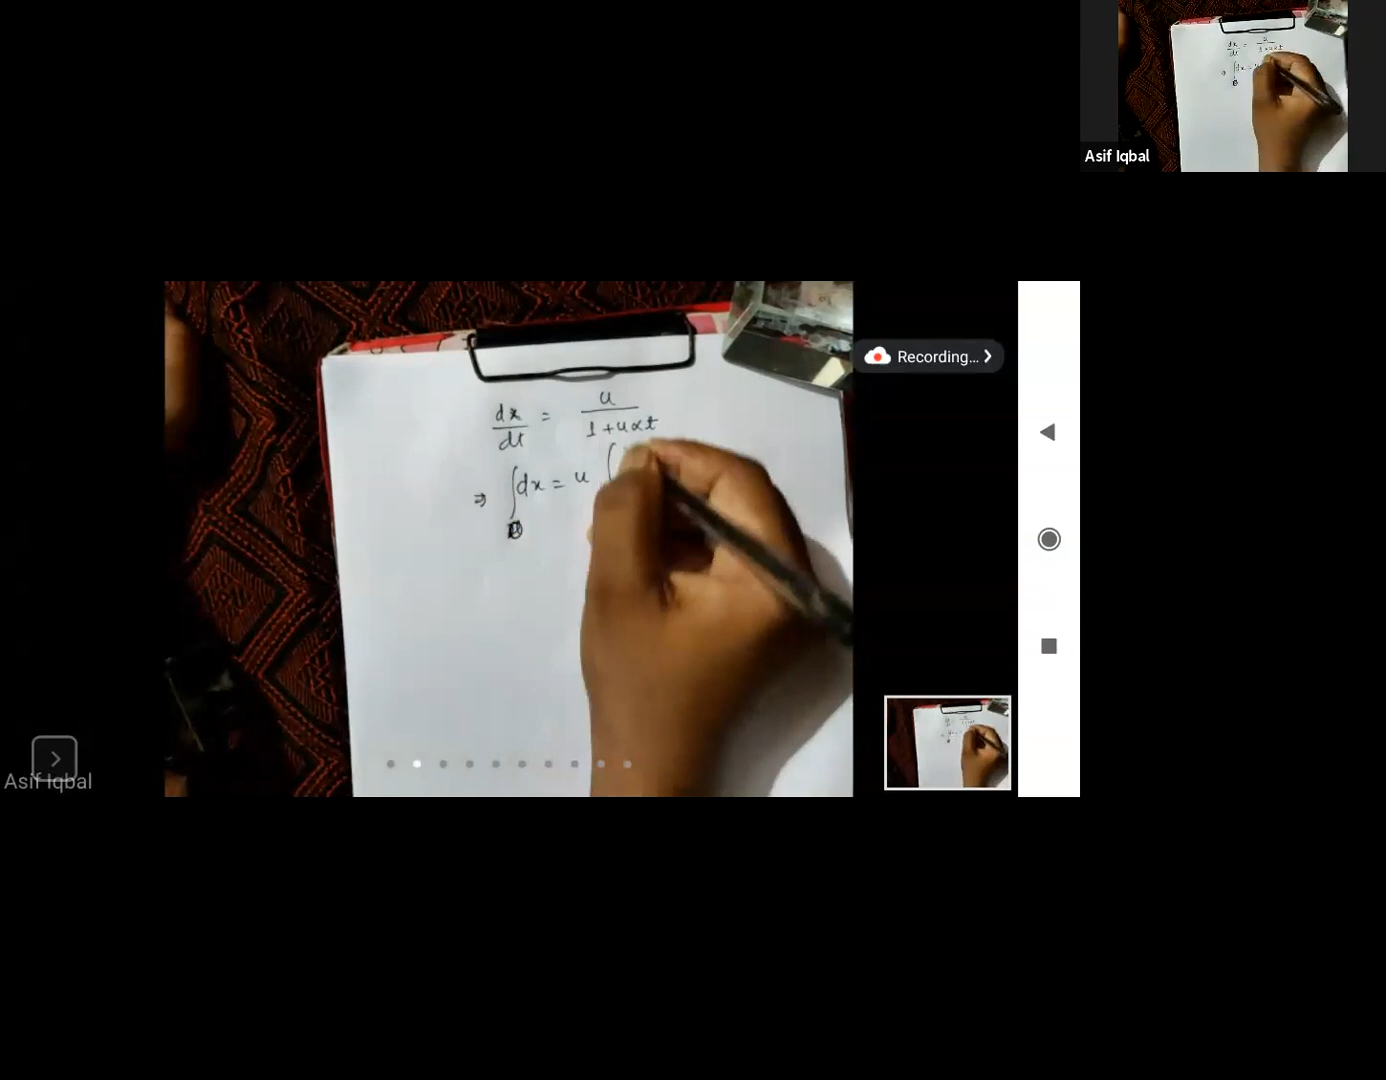 Asif Iqbal
Recording...
dx/dt = u/1+uαt
⇒ ∫dx = u ∫
Asif Iqbal